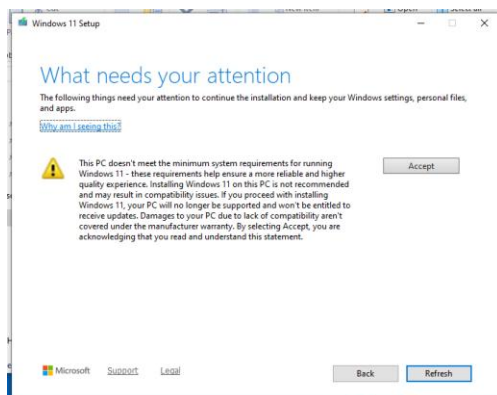 Windows 11 Setup
What needs your attention
The following things need your attention to continue the installation and keep your Windows settings, personal files,
and apps.
Why am I seeing this?
This PC doesn't meet the minimum system requirements for running
Windows 11 - these requirements help ensure a more reliable and higher
quality experience. Installing Windows 11 on this PC is not recommended
and may result in compatibility issues. If you proceed with installing
Windows 11, your PC will no longer be supported and won't be entitled to
receive updates. Damages to your PC due to lack of compatibility aren't
covered under the manufacturer warranty. By selecting Accept, you are
acknowledging that you read and understand this statement.
Accept
Microsoft Support Legal
Back Refresh